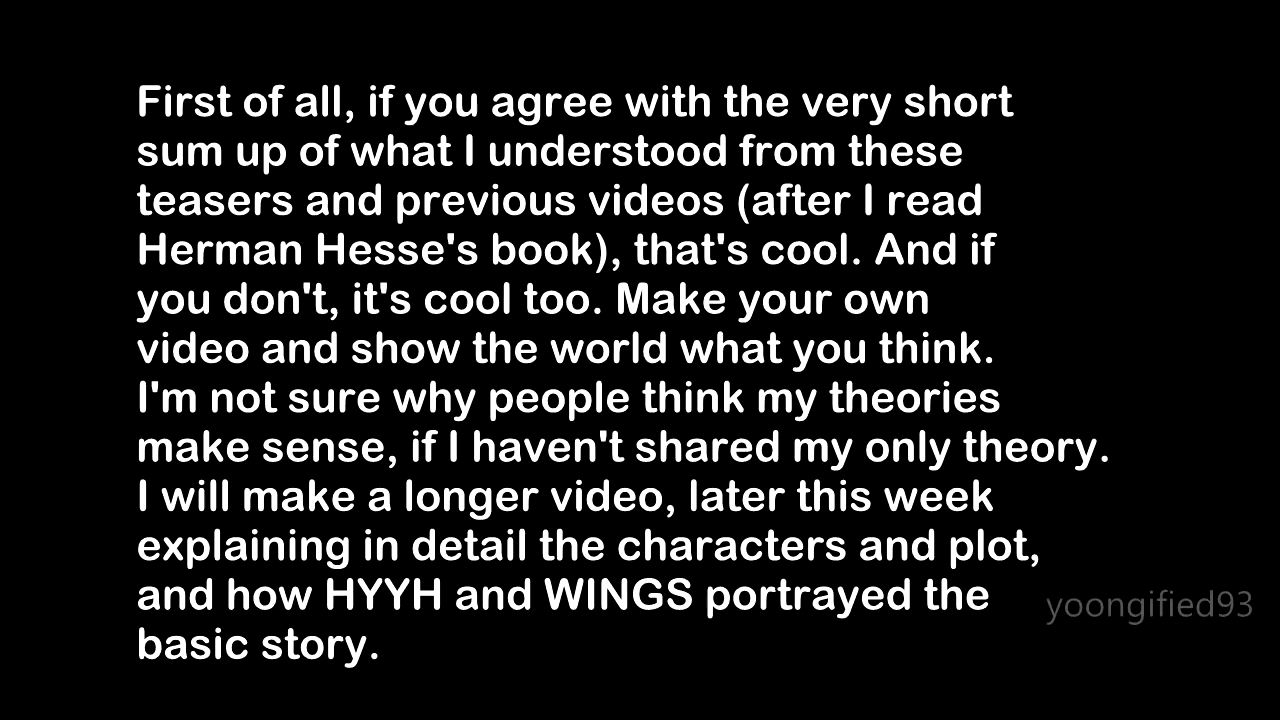 First of all, if you agree with the very short
sum up of what I understood from these
teasers and previous videos (after I read
Herman Hesse's book), that's cool. And if
you don't, it's cool too. Make your own
video and show the world what you think.
I'm not sure why people think my theories
make sense, if I haven't shared my only theory.
I will make a longer video, later this week
explaining in detail the characters and plot,
and how HYYH and WINGS portrayed the
basic story.
yoongified93